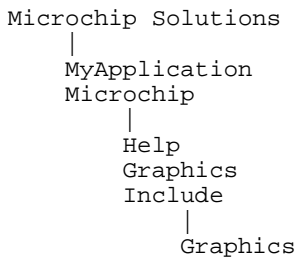 Microchip Solutions
|
MyApplication
Microchip
|
Help
Graphics
Include
|
Graphics